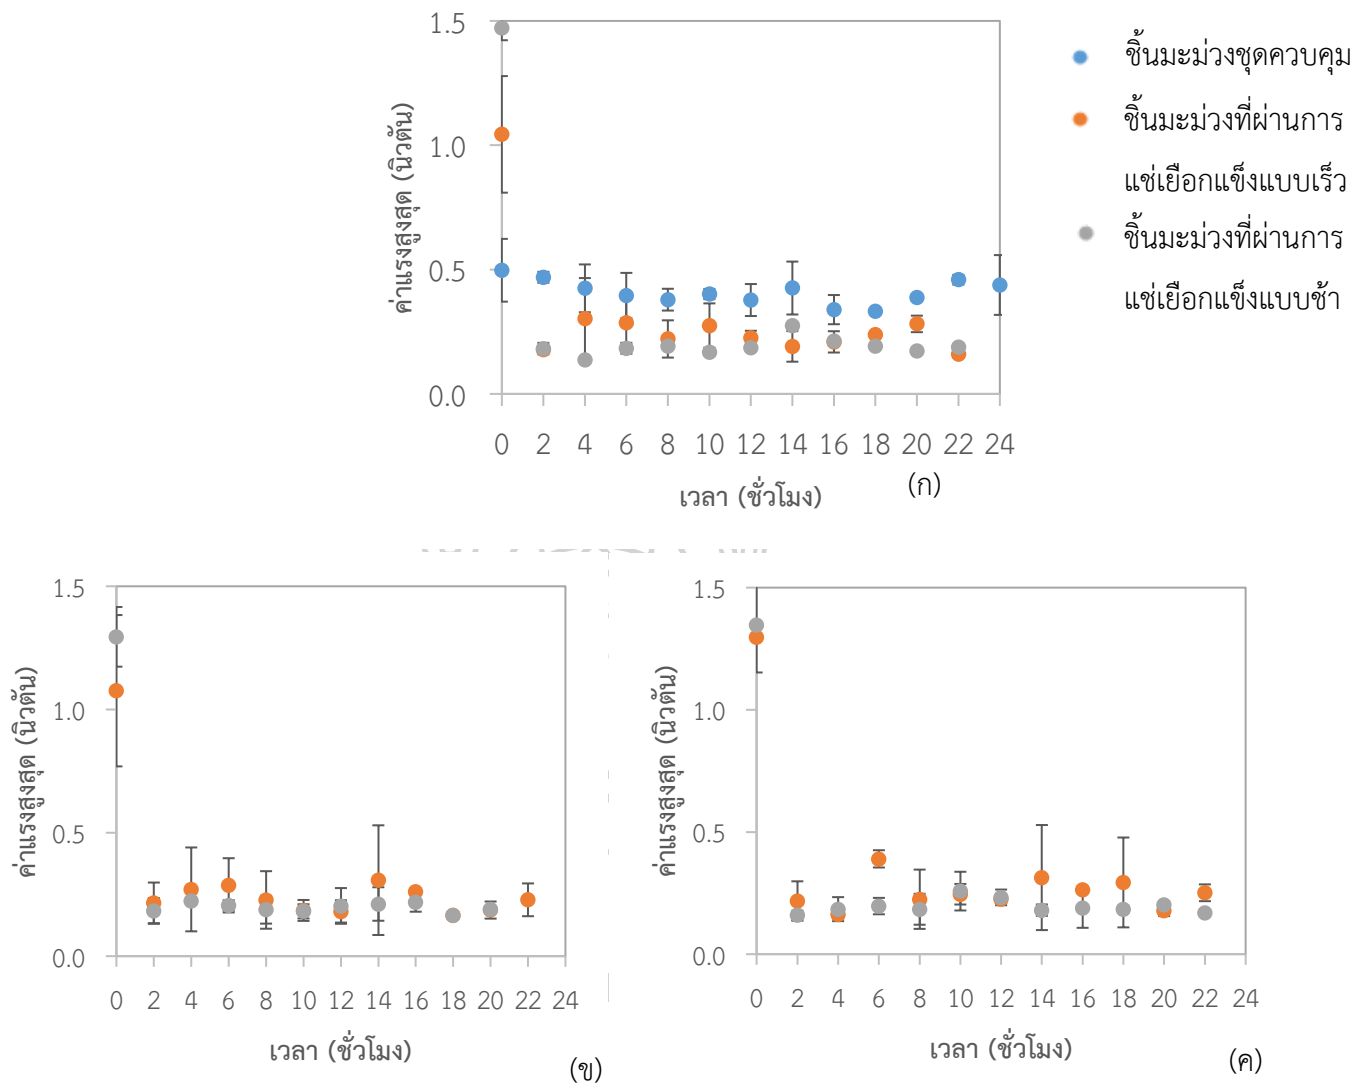 1.5
1.0
0.5
0.0
ค่าแรงสูงสุด (นิวตัน)
0 2 4 6 8 10 12 14 16 18 20 22 24
เวลา (ชั่วโมง)
(ก)
ชิ้นมะม่วงชุดควบคุม
ชิ้นมะม่วงที่ผ่านการ
แช่เยือกแข็งแบบเร็ว
ชิ้นมะม่วงที่ผ่านการ
แช่เยือกแข็งแบบช้า
1.5
1.0
0.5
0.0
ค่าแรงสูงสุด (นิวตัน)
0 2 4 6 8 10 12 14 16 18 20 22 24
เวลา (ชั่วโมง)
(ข)
1.5
1.0
0.5
0.0
ค่าแรงสูงสุด (นิวตัน)
0 2 4 6 8 10 12 14 16 18 20 22 24
เวลา (ชั่วโมง)
(ค)